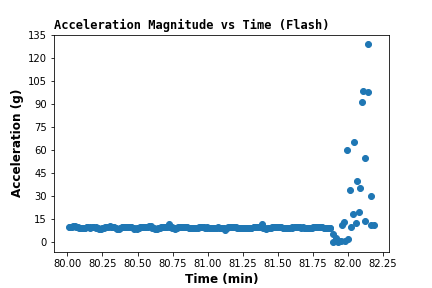 Acceleration Magnitude vs Time (Flash)
135
120
105
90
75
60
45
30
15
0
Acceleration (g)
80.00 80.25 80.50 80.75 81.00 81.25 81.50 81.75 82.00 82.25
Time (min)